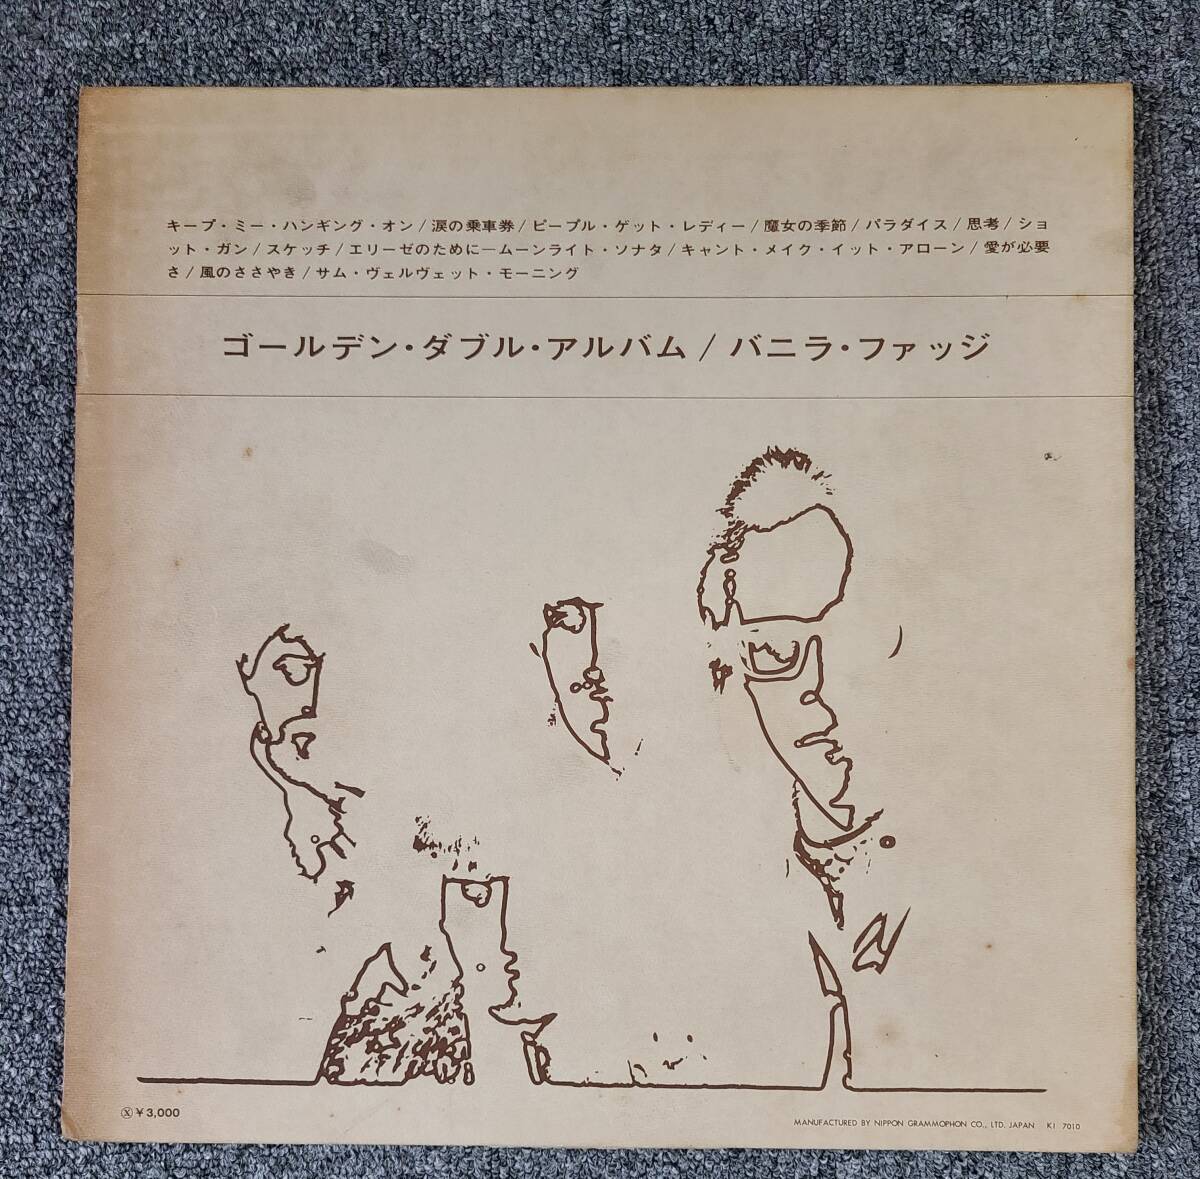 キープ・ミー・ハンギング・オン/涙の乗車券/ピープル・ゲット・レディー/魔女の季節/パラダイス/思考/ショ
ット・ガン/スケッチ/エリーゼのために—ムーンライト・ソナタ/キャント・メイク・イット・アローン/愛が必要
さ/風のささやき/サム・ヴェルヴェット・モーニング
ゴールデン・ダブル・アルバム/バニラ・ファッジ
Ⓧ¥3,000
MANUFACTURED BY NIPPON GRAMMOPHON CO., LTD. JAPAN KI 7010